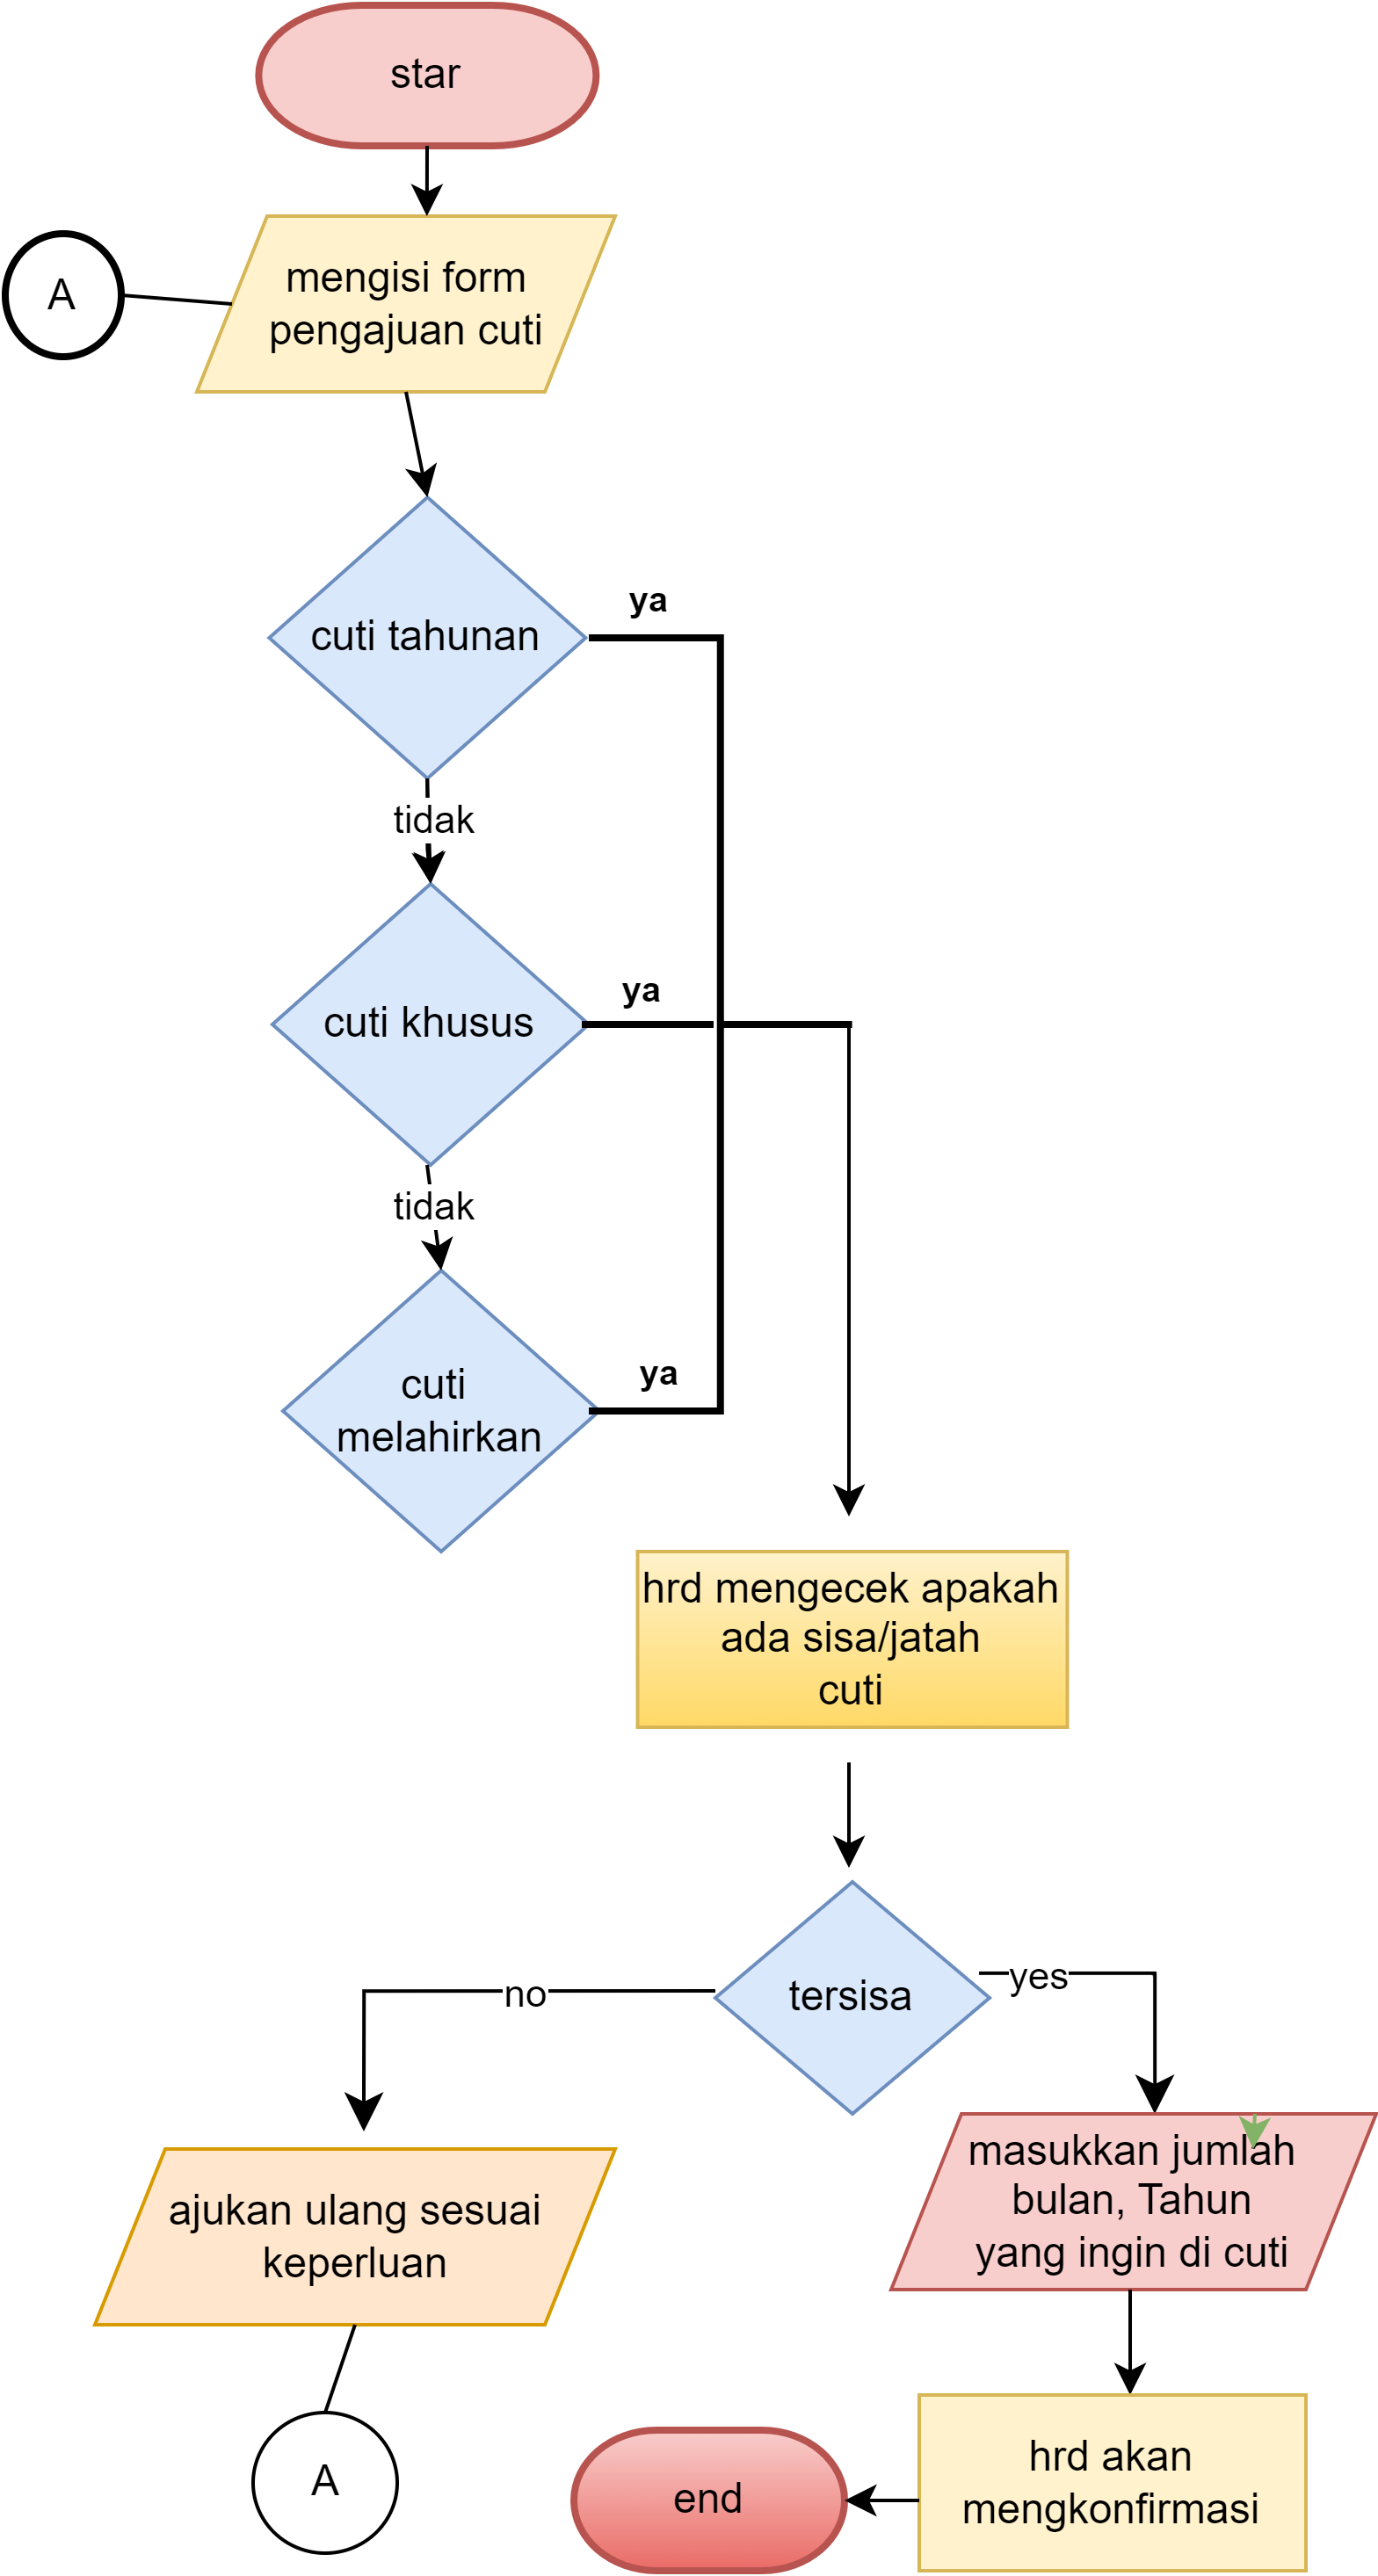 star
A
mengisi form
pengajuan cuti
cuti tahunan
ya
tidak
cuti khusus
ya
tidak
cuti
melahirkan
ya
hrd mengecek apakah
ada sisa/jatah
cuti
tersisa
no
yes
ajukan ulang sesuai
keperluan
masukkan jumlah
bulan, Tahun
yang ingin di cuti
A
end
hrd akan
mengkonfirmasi